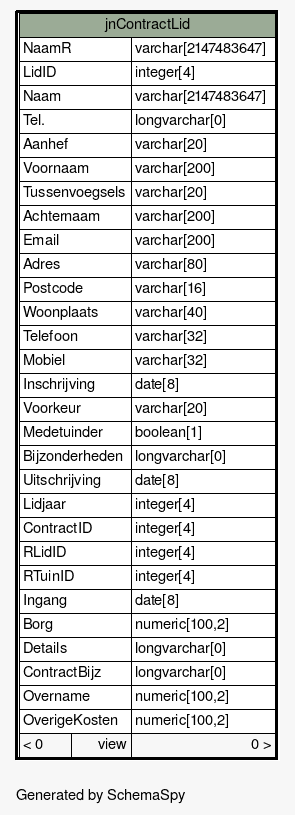 jnContractLid
NaamR varchar[2147483647]
LidID integer[4]
Naam varchar[2147483647]
Tel. longvarchar[0]
Aanhef varchar[20]
Voornaam varchar[200]
Tussenvoegsels varchar[20]
Achternaam varchar[200]
Email varchar[200]
Adres varchar[80]
Postcode varchar[16]
Woonplaats varchar[40]
Telefoon varchar[32]
Mobiel varchar[32]
Inschrijving date[8]
Voorkeur varchar[20]
Medetuinder boolean[1]
Bijzonderheden longvarchar[0]
Uitschrijving date[8]
Lidjaar integer[4]
ContractID integer[4]
RLidID integer[4]
RTuinID integer[4]
Ingang date[8]
Borg numeric[100,2]
Details longvarchar[0]
ContractBijz longvarchar[0]
Overname numeric[100,2]
OverigeKosten numeric[100,2]
< 0 view 0 >
Generated by SchemaSpy